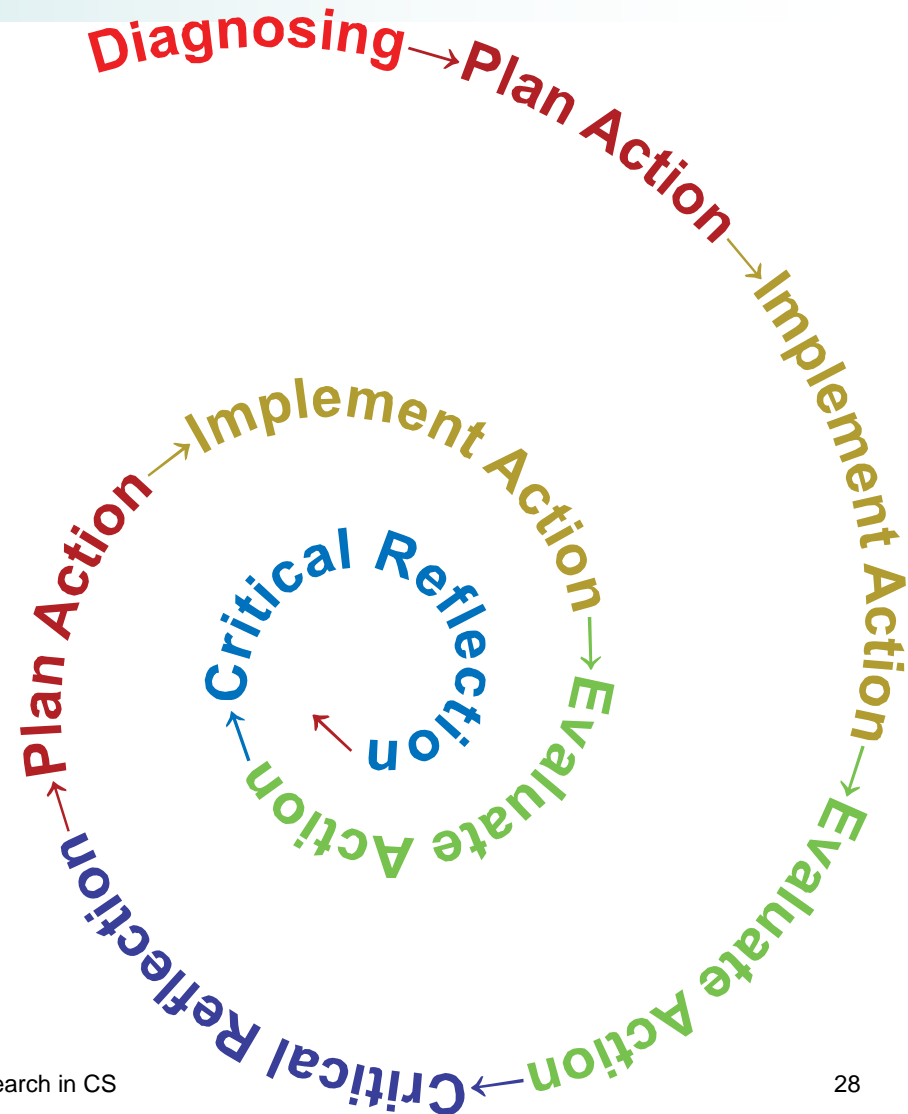 Diagnosing→Plan Action→Implement Action→Evaluate Action→Critical Reflection→Plan Action→Implement Action→Evaluate Action→Critical Reflection→
in CS
28